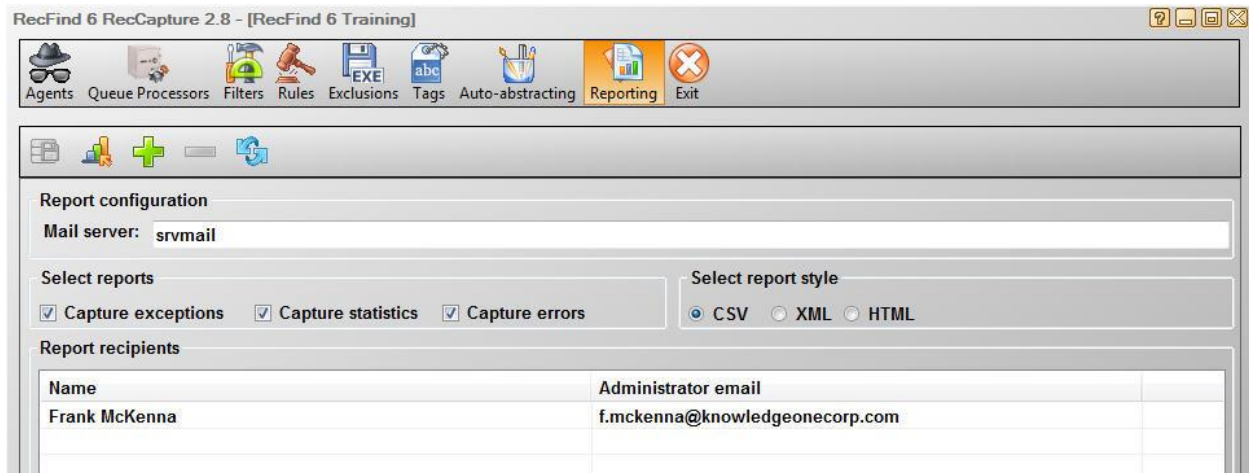 RecFind 6 RecCapture 2.8 - [RecFind 6 Training]
?
EXE abc
Agents Queue Processors Filters Rules Exclusions Tags Auto-abstracting Reporting Exit
Report configuration
Mail server: srvmail
Select reports Select report style
Capture exceptions Capture statistics Capture errors CSV XML HTML
Report recipients
Name Administrator email
Frank McKenna f.mckenna@knowledgeonecorp.com